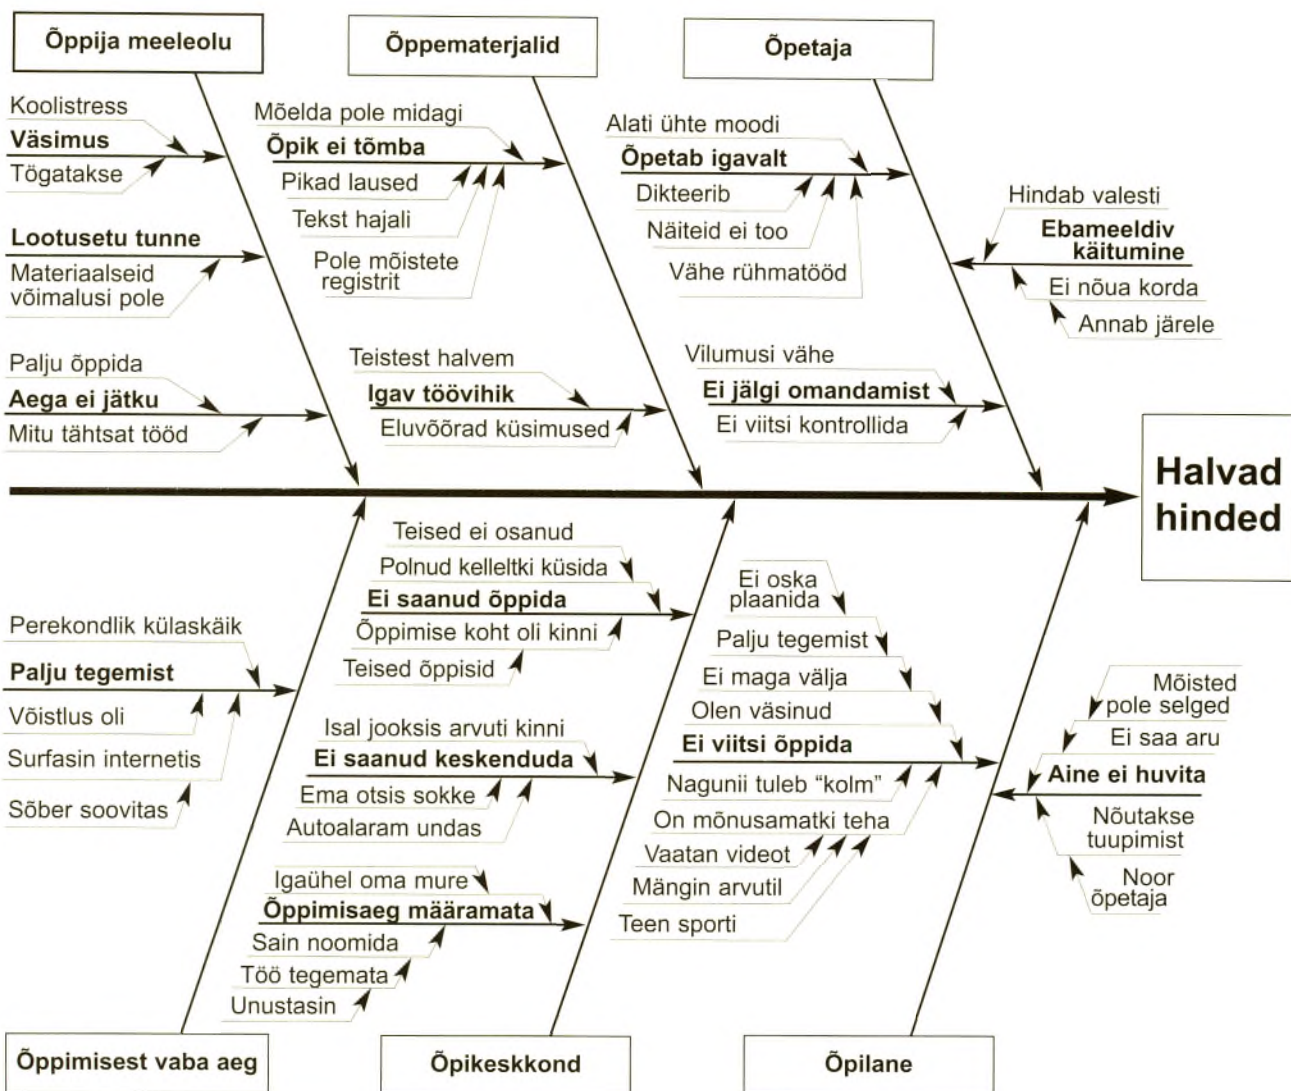 Õppija meeleolu
Koolistress
Väsimus
Tögatakse
Lootusetu tunne
Materiaalseid
võimalusi pole
Palju õppida
Aega ei jätku
Mitu tähtsat tööd
Õppematerjalid
Mõelda pole midagi
Õpik ei tõmba
Pikad laused
Tekst hajali
Pole mõistete
registrit
Teistest halvem
Igav töövihik
Eluvõõrad küsimused
Õpetaja
Alati ühte moodi
Õpetab igavalt
Dikteerib
Näiteid ei too
Vähe rühmatööd
Hindab valesti
Ebameeldiv
käitumine
Ei nõua korda
Annab järele
Vilumusi vähe
Ei jälgi omandamist
Ei viitsi kontrollida
Halvad
hinded
Perekondlik külaskäik
Palju tegemist
Võistlus oli
Surfasin internetis
Sõber soovitas
Õppimisest vaba aeg
Teised ei osanud
Polnud kelleltki küsida
Ei saanud õppida
Õppimise koht oli kinni
Teised õppisid
Isal jooksis arvuti kinni
Ei saanud keskenduda
Ema otsis sokke
Autoalaram undas
Igaühel oma mure
Õppimisaeg määramata
Sain noomida
Töö tegemata
Unustasin
Õpikeskkond
Ei oska
plaanida
Palju tegemist
Ei maga välja
Olen väsinud
Ei viitsi õppida
Nagunii tuleb “kolm”
On mõnusamatki teha
Vaatan videot
Mängin arvutil
Teen sporti
Mõisted
pole selged
Ei saa aru
Aine ei huvita
Nõutakse
tuupimist
Noor
õpetaja
Õpilane